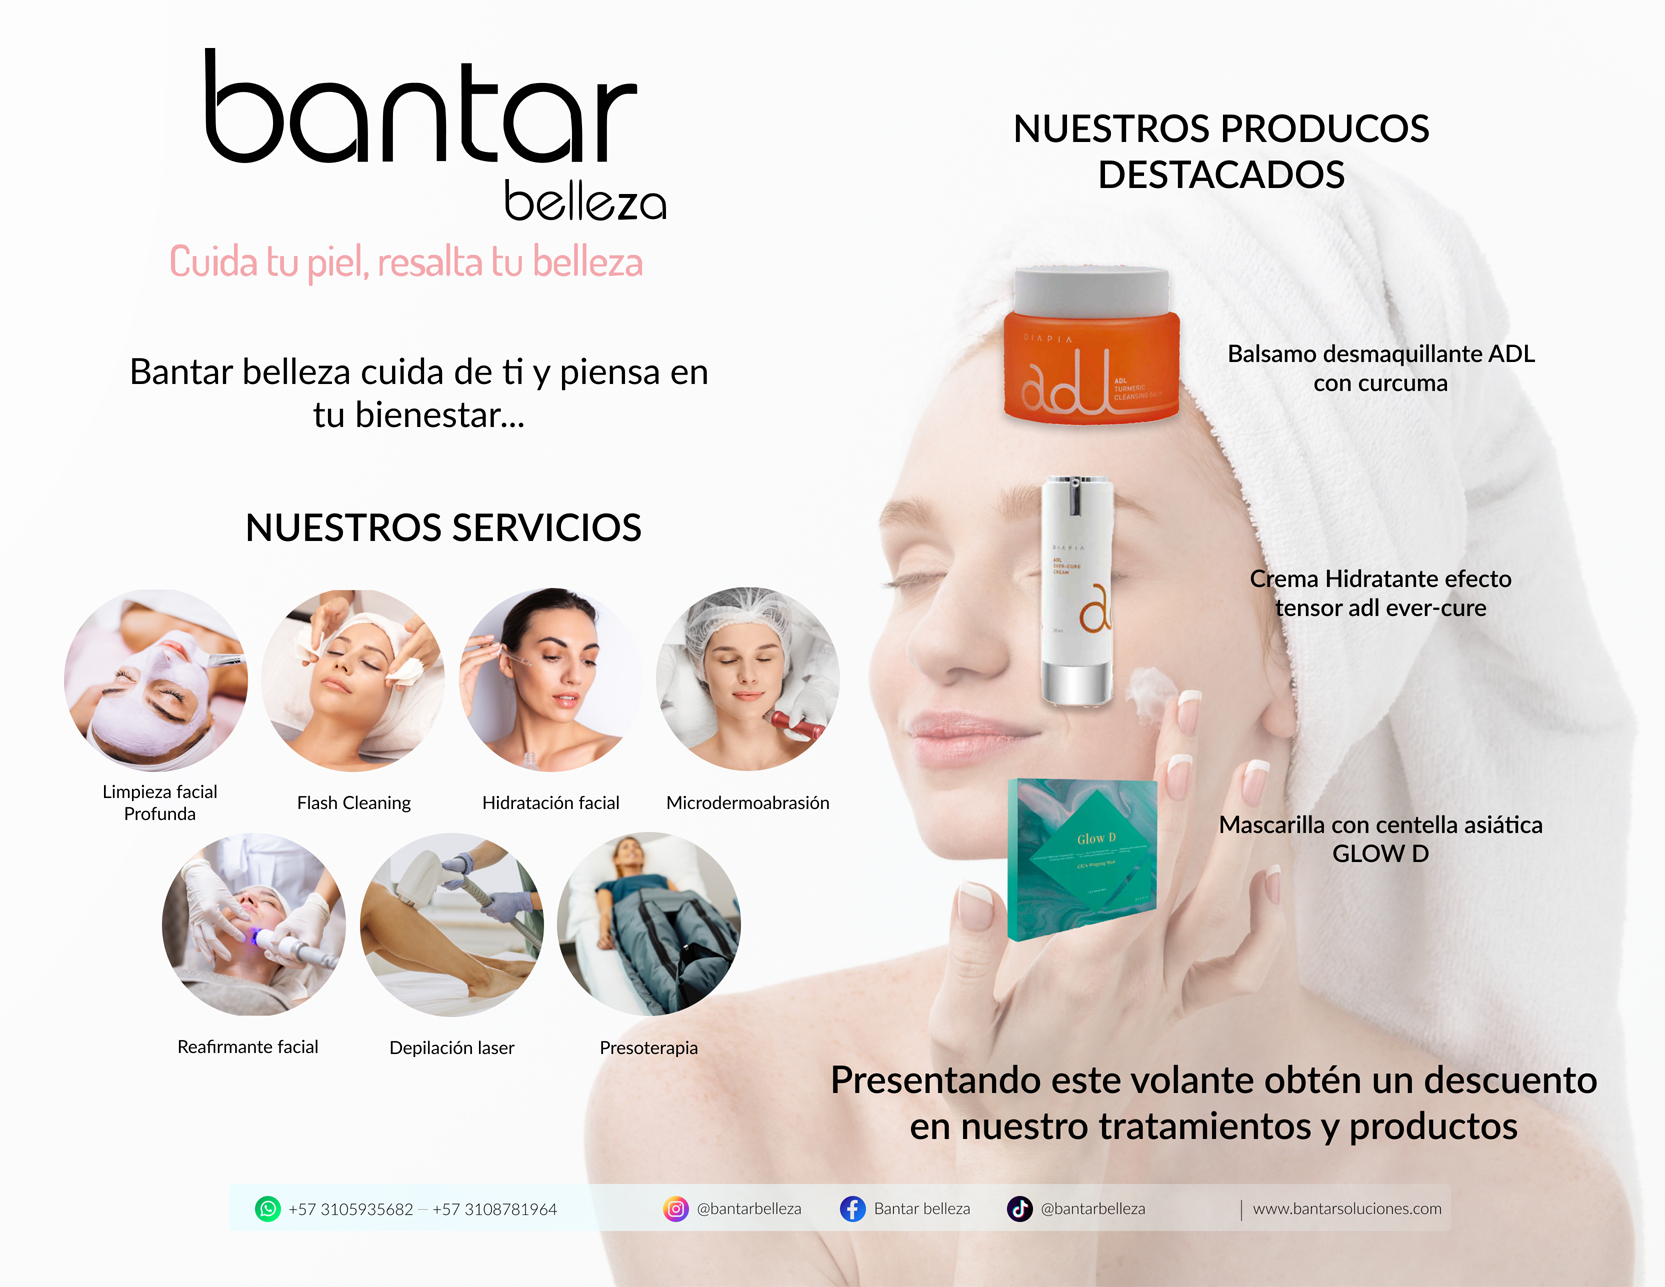 bantar
belleza
Cuida tu piel, resalta tu belleza
Bantar belleza cuida de ti y piensa en
tu bienestar...
NUESTROS SERVICIOS
Limpieza facial
Profunda
Flash Cleaning
Hidratación facial
Microdermoabrasión
Reafirmante facial
Depilación laser
Presoterapia
NUESTROS PRODUCOS
DESTACADOS
DIAPIA
adl
ADL
TURMERIC
CLEANSING BALM
Balsamo desmaquillante ADL
con curcuma
DIAPIA
ADL
EVER-CURE
CREAM
Crema Hidratante efecto
tensor adl ever-cure
Glow D
Mascarilla con centella asiática
GLOW D
Presentando este volante obtén un descuento
en nuestro tratamientos y productos
+57 3105935682 — +57 3108781964
@bantarbelleza
Bantar belleza
@bantarbelleza
| www.bantarsoluciones.com